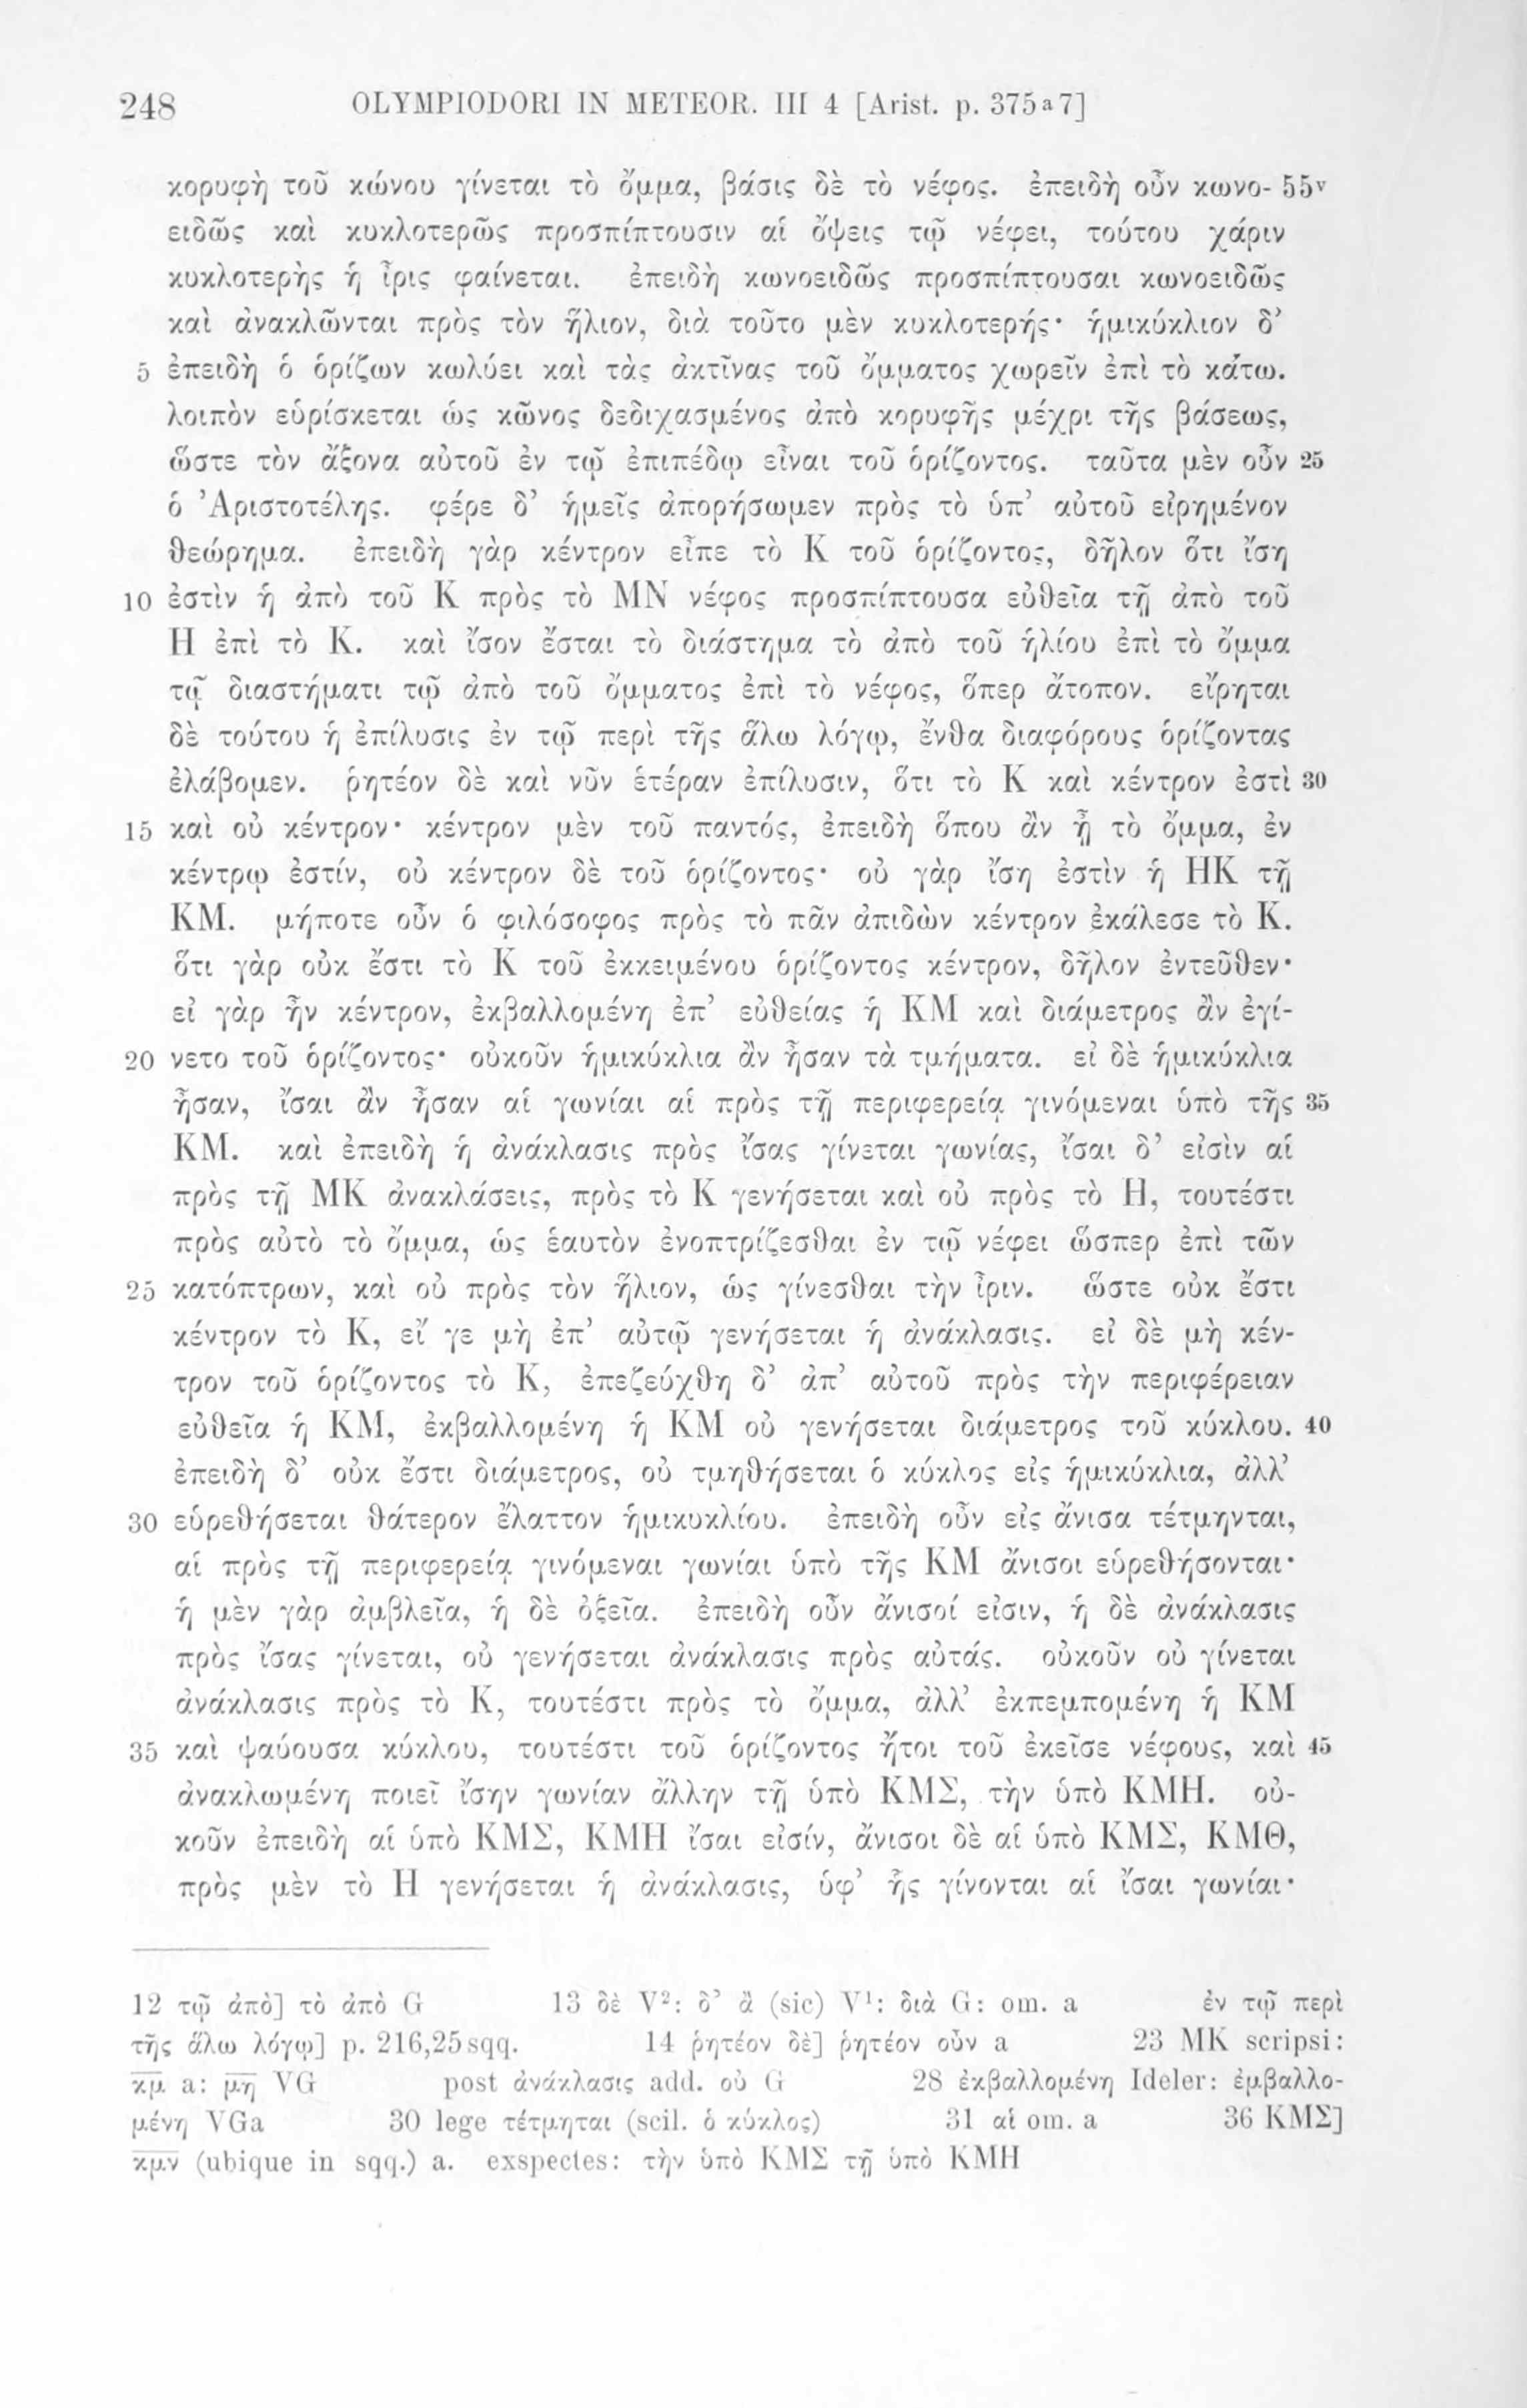 248 OLYMPIODORI IN METEOR. III 4 [Arist. p. 375ª7]
κορυφὴ τοῦ κώνου γίνεται τὸ ὄμμα, βάσις δὲ τὸ νέφος. ἐπειδὴ οὖν κωνο- 55ᵛ
ειδῶς καὶ κυκλοτερῶς προσπίπτουσιν αἱ ὄψεις τῷ νέφει, τούτου χάριν
κυκλοτερὴς ἡ ἶρις φαίνεται. ἐπειδὴ κωνοειδῶς προσπίπτουσαι κωνοειδῶς
καὶ ἀνακλῶνται πρὸς τὸν ἥλιον, διὰ τοῦτο μὲν κυκλοτερής· ἡμικύκλιον δ’
5 ἐπειδὴ ὁ ὁρίζων κωλύει καὶ τὰς ἀκτῖνας τοῦ ὄμματος χωρεῖν ἐπὶ τὸ κάτω.
λοιπὸν εὑρίσκεται ὡς κῶνος δεδιχασμένος ἀπὸ κορυφῆς μέχρι τῆς βάσεως,
ὥστε τὸν ἄξονα αὐτοῦ ἐν τῷ ἐπιπέδῳ εἶναι τοῦ ὁρίζοντος. ταῦτα μὲν οὖν 25
ὁ Ἀριστοτέλης. φέρε δ’ ἡμεῖς ἀπορήσωμεν πρὸς τὸ ὑπ’ αὐτοῦ εἰρημένον
θεώρημα. ἐπειδὴ γὰρ κέντρον εἶπε τὸ Κ τοῦ ὁρίζοντος, δῆλον ὅτι ἴση
10 ἐστὶν ἡ ἀπὸ τοῦ Κ πρὸς τὸ ΜΝ νέφος προσπίπτουσα εὐθεῖα τῇ ἀπὸ τοῦ
Η ἐπὶ τὸ Κ. καὶ ἴσον ἔσται τὸ διάστημα τὸ ἀπὸ τοῦ ἡλίου ἐπὶ τὸ ὄμμα
τῷ διαστήματι τῷ ἀπὸ τοῦ ὄμματος ἐπὶ τὸ νέφος, ὅπερ ἄτοπον. εἴρηται
δὲ τούτου ἡ ἐπίλυσις ἐν τῷ περὶ τῆς ἅλω λόγῳ, ἔνθα διαφόρους ὁρίζοντας
ἐλάβομεν. ῥητέον δὲ καὶ νῦν ἑτέραν ἐπίλυσιν, ὅτι τὸ Κ καὶ κέντρον ἐστὶ 30
15 καὶ οὐ κέντρον· κέντρον μὲν τοῦ παντός, ἐπειδὴ ὅπου ἂν ᾖ τὸ ὄμμα, ἐν
κέντρῳ ἐστίν, οὐ κέντρον δὲ τοῦ ὁρίζοντος· οὐ γὰρ ἴση ἐστὶν ἡ ΗΚ τῇ
ΚΜ. μήποτε οὖν ὁ φιλόσοφος πρὸς τὸ πᾶν ἀπιδὼν κέντρον ἐκάλεσε τὸ Κ.
ὅτι γὰρ οὐκ ἔστι τὸ Κ τοῦ ἐκκειμένου ὁρίζοντος κέντρον, δῆλον ἐντεῦθεν·
εἰ γὰρ ἦν κέντρον, ἐκβαλλομένη ἐπ’ εὐθείας ἡ ΚΜ καὶ διάμετρος ἂν ἐγί-
20 νετο τοῦ ὁρίζοντος· οὐκοῦν ἡμικύκλια ἂν ἦσαν τὰ τμήματα. εἰ δὲ ἡμικύκλια
ἦσαν, ἴσαι ἂν ἦσαν αἱ γωνίαι αἱ πρὸς τῇ περιφερείᾳ γινόμεναι ὑπὸ τῆς 35
ΚΜ. καὶ ἐπειδὴ ἡ ἀνάκλασις πρὸς ἴσας γίνεται γωνίας, ἴσαι δ’ εἰσὶν αἱ
πρὸς τῇ ΜΚ ἀνακλάσεις, πρὸς τὸ Κ γενήσεται καὶ οὐ πρὸς τὸ Η, τουτέστι
πρὸς αὐτὸ τὸ ὄμμα, ὡς ἑαυτὸν ἐνοπτρίζεσθαι ἐν τῷ νέφει ὥσπερ ἐπὶ τῶν
25 κατόπτρων, καὶ οὐ πρὸς τὸν ἥλιον, ὡς γίνεσθαι τὴν ἶριν. ὥστε οὐκ ἔστι
κέντρον τὸ Κ, εἴ γε μὴ ἐπ’ αὐτῷ γενήσεται ἡ ἀνάκλασις. εἰ δὲ μὴ κέν-
τρον τοῦ ὁρίζοντος τὸ Κ, ἐπεζεύχθη δ’ ἀπ’ αὐτοῦ πρὸς τὴν περιφέρειαν
εὐθεῖα ἡ ΚΜ, ἐκβαλλομένη ἡ ΚΜ οὐ γενήσεται διάμετρος τοῦ κύκλου. 40
ἐπειδὴ δ’ οὐκ ἔστι διάμετρος, οὐ τμηθήσεται ὁ κύκλος εἰς ἡμικύκλια, ἀλλ’
30 εὑρεθήσεται θάτερον ἔλαττον ἡμικυκλίου. ἐπειδὴ οὖν εἰς ἄνισα τέτμηνται,
αἱ πρὸς τῇ περιφερείᾳ γινόμεναι γωνίαι ὑπὸ τῆς ΚΜ ἄνισοι εὑρεθήσονται·
ἡ μὲν γὰρ ἀμβλεῖα, ἡ δὲ ὀξεῖα. ἐπειδὴ οὖν ἄνισοί εἰσιν, ἡ δὲ ἀνάκλασις
πρὸς ἴσας γίνεται, οὐ γενήσεται ἀνάκλασις πρὸς αὐτάς. οὐκοῦν οὐ γίνεται
ἀνάκλασις πρὸς τὸ Κ, τουτέστι πρὸς τὸ ὄμμα, ἀλλ’ ἐκπεμπομένη ἡ ΚΜ
35 καὶ ψαύουσα κύκλου, τουτέστι τοῦ ὁρίζοντος ἤτοι τοῦ ἐκεῖσε νέφους, καὶ 45
ἀνακλωμένη ποιεῖ ἴσην γωνίαν ἄλλην τῇ ὑπὸ ΚΜΣ, τὴν ὑπὸ ΚΜΗ. οὐ-
κοῦν ἐπειδὴ αἱ ὑπὸ ΚΜΣ, ΚΜΗ ἴσαι εἰσίν, ἄνισοι δὲ αἱ ὑπὸ ΚΜΣ, ΚΜΘ,
πρὸς μὲν τὸ Η γενήσεται ἡ ἀνάκλασις, ὑφ’ ἧς γίνονται αἱ ἴσαι γωνίαι·
12 τῷ ἀπὸ] τὸ ἀπὸ G 13 δὲ V²: δ’ ἃ (sic) V¹: διὰ G: om. a ἐν τῷ περὶ
τῆς ἅλω λόγῳ] p. 216,25 sqq. 14 ῥητέον δὲ] ῥητέον οὖν a 23 ΜΚ scripsi:
κμ a: μη VG post ἀνάκλασις add. οὐ G 28 ἐκβαλλομένη Ideler: ἐμβαλλο-
μένη VGa 30 lege τέτμηται (scil. ὁ κύκλος) 31 αἱ om. a 36 ΚΜΣ]
κμν (ubique in sqq.) a. exspectes: τὴν ὑπὸ ΚΜΣ τῇ ὑπὸ ΚΜΗ